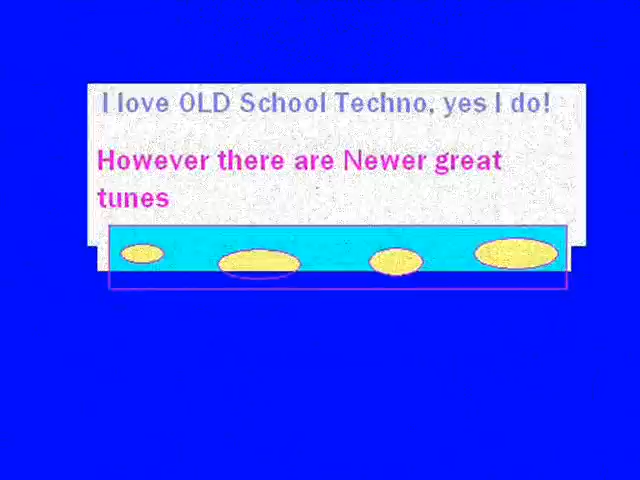 I love OLD School Techno, yes I do!
However there are Newer great
tunes